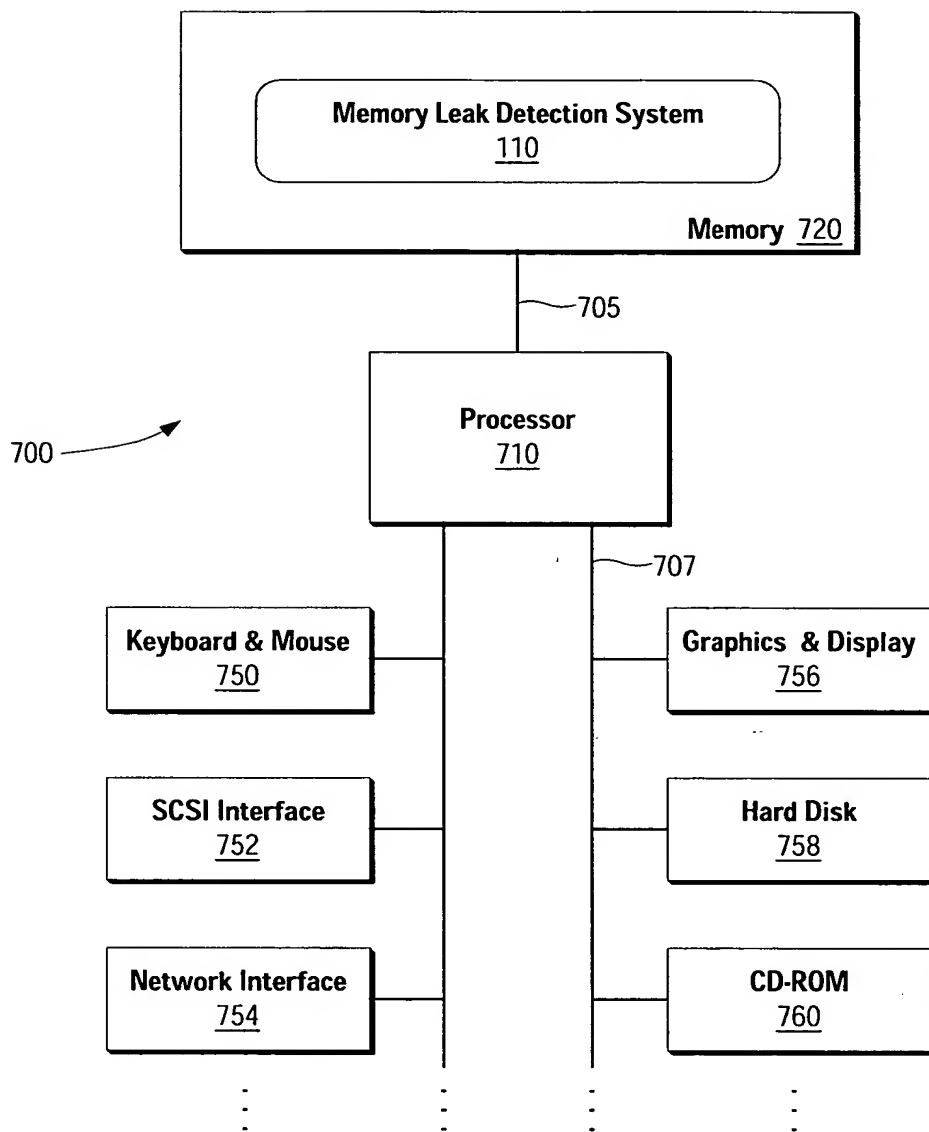 Memory Leak Detection System
110
Memory 720
705
Processor
710
700
707
Keyboard & Mouse
750
Graphics & Display
756
SCSI Interface
752
Hard Disk
758
Network Interface
754
CD-ROM
760